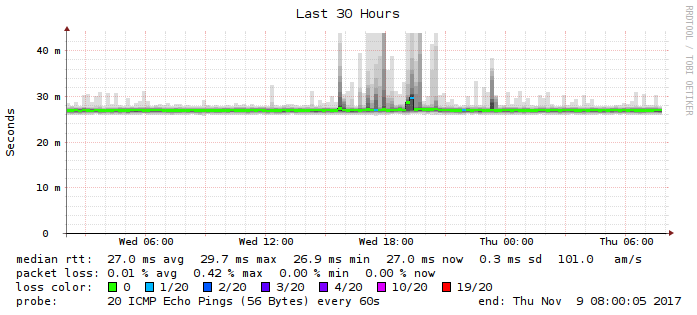 Last 30 Hours
RRDTOOL / TOBI OETIKER
Seconds
40 m
30 m
20 m
10 m
0
Wed 06:00 Wed 12:00 Wed 18:00 Thu 00:00 Thu 06:00
median rtt: 27.0 ms avg 29.7 ms max 26.9 ms min 27.0 ms now 0.3 ms sd 101.0 am/s
packet loss: 0.01 % avg 0.42 % max 0.00 % min 0.00 % now
loss color: 0 1/20 2/20 3/20 4/20 10/20 19/20
probe: 20 ICMP Echo Pings (56 Bytes) every 60s end: Thu Nov 9 08:00:05 2017